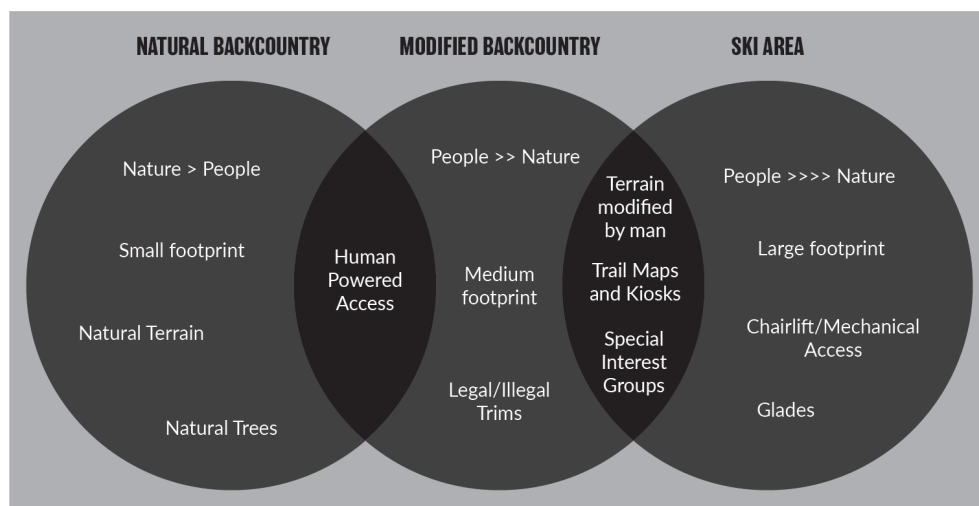 NATURAL BACKCOUNTRY
MODIFIED BACKCOUNTRY
SKI AREA
Nature > People
Small footprint
Natural Terrain
Natural Trees
Human
Powered
Access
People >> Nature
Medium
footprint
Legal/Illegal
Trims
Terrain
modified
by man
Trail Maps
and Kiosks
Special
Interest
Groups
People >>>> Nature
Large footprint
Chairlift/Mechanical
Access
Glades